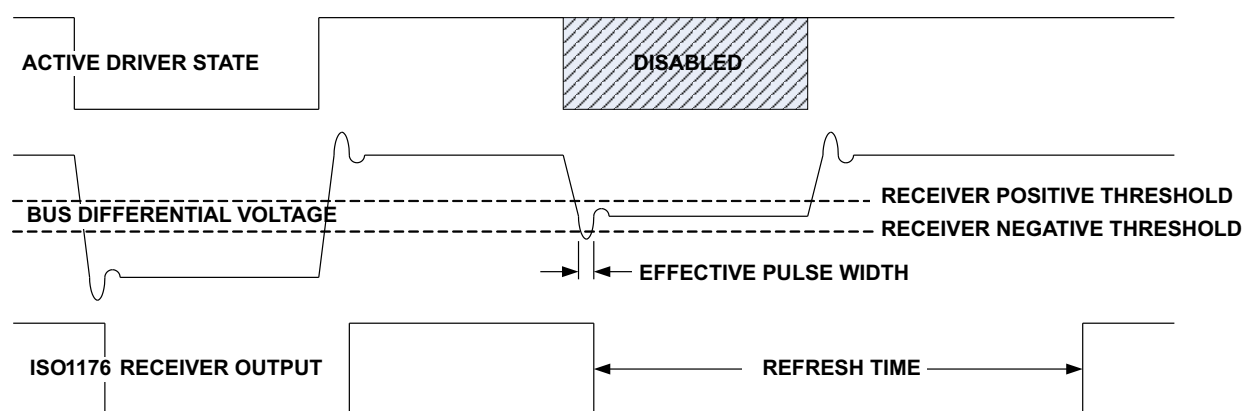 ACTIVE DRIVER STATE
DISABLED
RECEIVER POSITIVE THRESHOLD
BUS DIFFERENTIAL VOLTAGE
RECEIVER NEGATIVE THRESHOLD
EFFECTIVE PULSE WIDTH
ISO1176 RECEIVER OUTPUT
REFRESH TIME